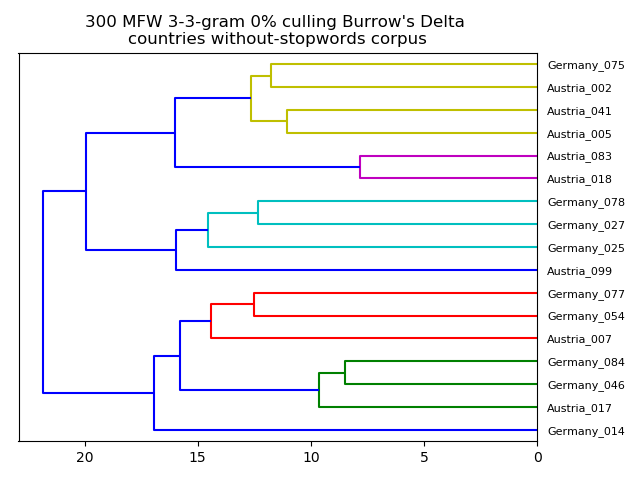 300 MFW 3-3-gram 0% culling Burrow's Delta
countries without-stopwords corpus
Germany_075
Austria_002
Austria_041
Austria_005
Austria_083
Austria_018
Germany_078
Germany_027
Germany_025
Austria_099
Germany_077
Germany_054
Austria_007
Germany_084
Germany_046
Austria_017
Germany_014
20 15 10 5 0